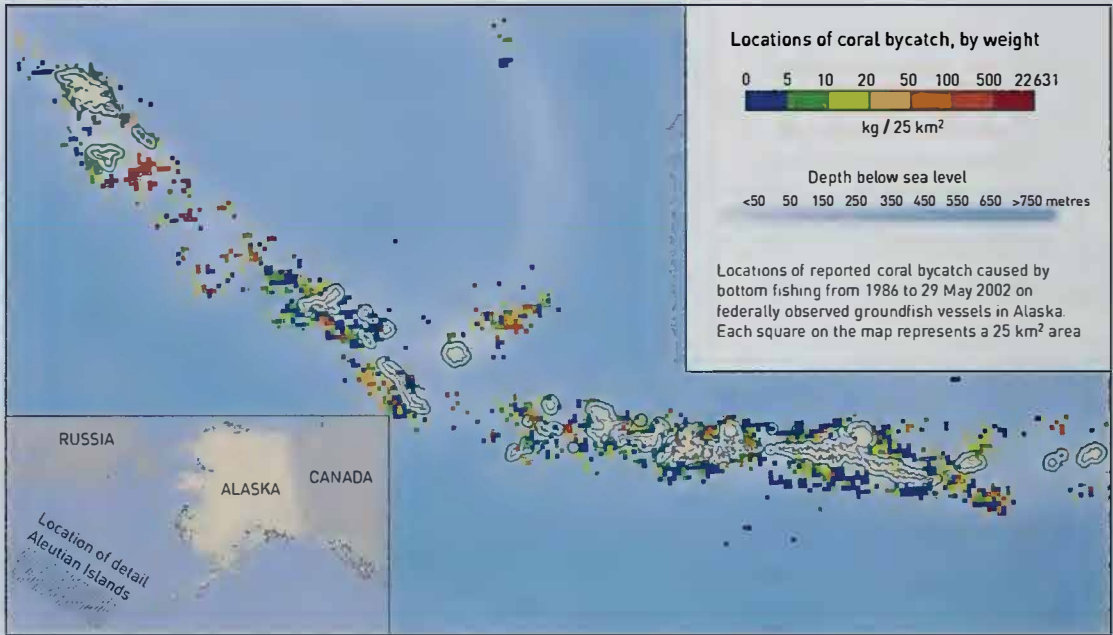 Locations of coral bycatch, by weight
0 5 10 20 50 100 500 22631
kg / 25 km²
Depth below sea level
<50 50 150 250 350 450 550 650 >750 metres
Locations of reported coral bycatch caused by
bottom fishing from 1986 to 29 May 2002 on
federally observed groundfish vessels in Alaska.
Each square on the map represents a 25 km² area
RUSSIA
ALASKA
CANADA
Location of detail
Aleutian Islands